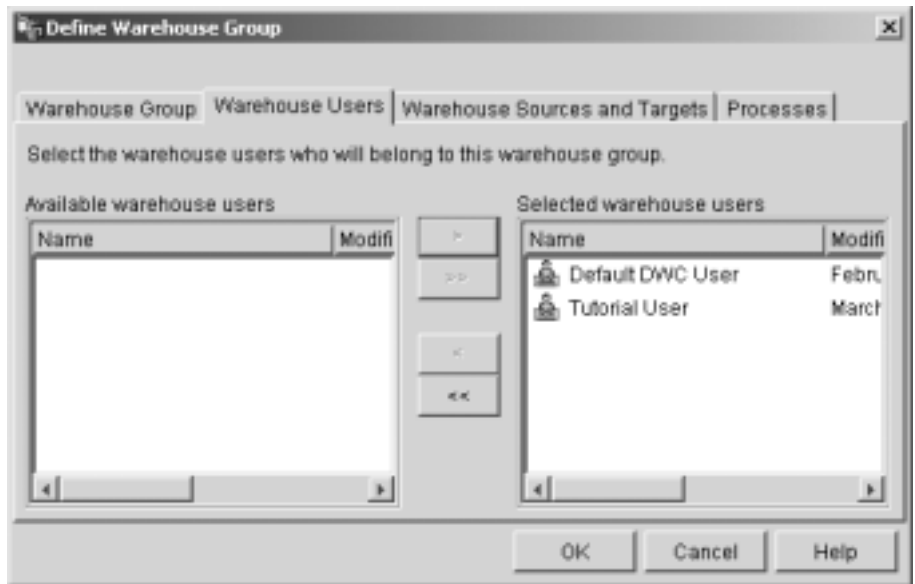 Define Warehouse Group
Warehouse Group Warehouse Users Warehouse Sources and Targets Processes
Select the warehouse users who will belong to this warehouse group.
Available warehouse users Selected warehouse users
Name Modifi > Name Modifi
>> Default DWC User Febru
Tutorial User March
<
<<
OK Cancel Help